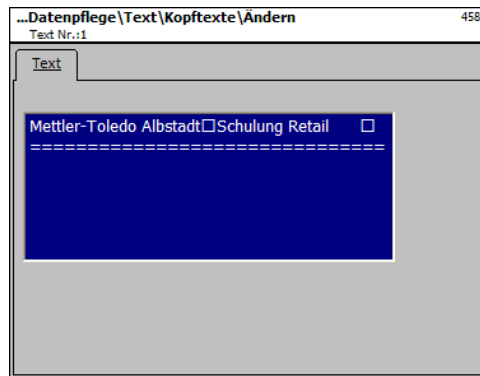 ...Datenpflege\Text\Kopftexte\Ändern 458
Text Nr.:1
Text
Mettler-Toledo Albstadt□Schulung Retail □
===============================